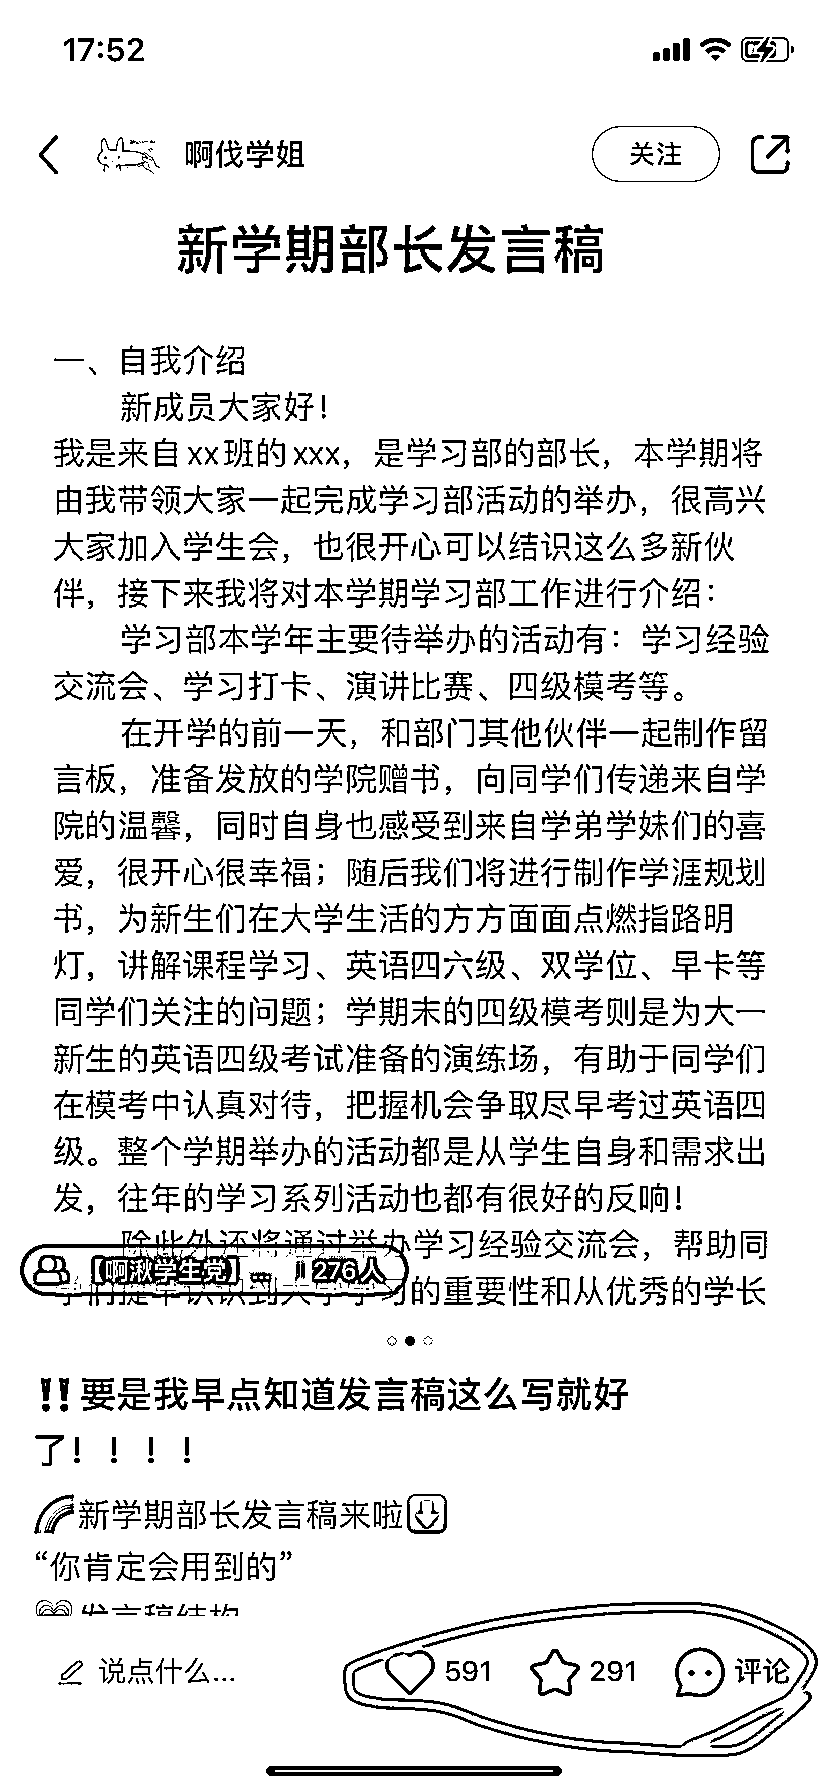 17:52
啊伐学姐
关注
新学期部长发言稿
一、自我介绍
新成员大家好！
我是来自xx班的xxx，是学习部的部长，本学期将
由我带领大家一起完成学习部活动的举办，很高兴
大家加入学生会，也很开心可以结识这么多新伙
伴，接下来我将对本学期学习部工作进行介绍：
学习部本学年主要待举办的活动有：学习经验
交流会、学习打卡、演讲比赛、四级模考等。
在开学的前一天，和部门其他伙伴一起制作留
言板，准备发放的学院赠书，向同学们传递来自学
院的温馨，同时自身也感受到来自学弟学妹们的喜
爱，很开心很幸福；随后我们将进行制作学涯规划
书，为新生们在大学生活的方方面面点燃指路明
灯，讲解课程学习、英语四六级、双学位、早卡等
同学们关注的问题；学期末的四级模考则是为大一
新生的英语四级考试准备的演练场，有助于同学们
在模考中认真对待，把握机会争取尽早考过英语四
级。整个学期举办的活动都是从学生自身和需求出
发，往年的学习系列活动也都有很好的反响！
除此外还将通过举办学习经验交流会，帮助同
【啊湫学生党】... 276人
学们提早认识到大学学习的重要性和从优秀的学长
‼️要是我早点知道发言稿这么写就好
了！！！！
🌈新学期部长发言稿来啦⬇️
“你肯定会用到的”
发言稿结构
说点什么...
591
291
评论